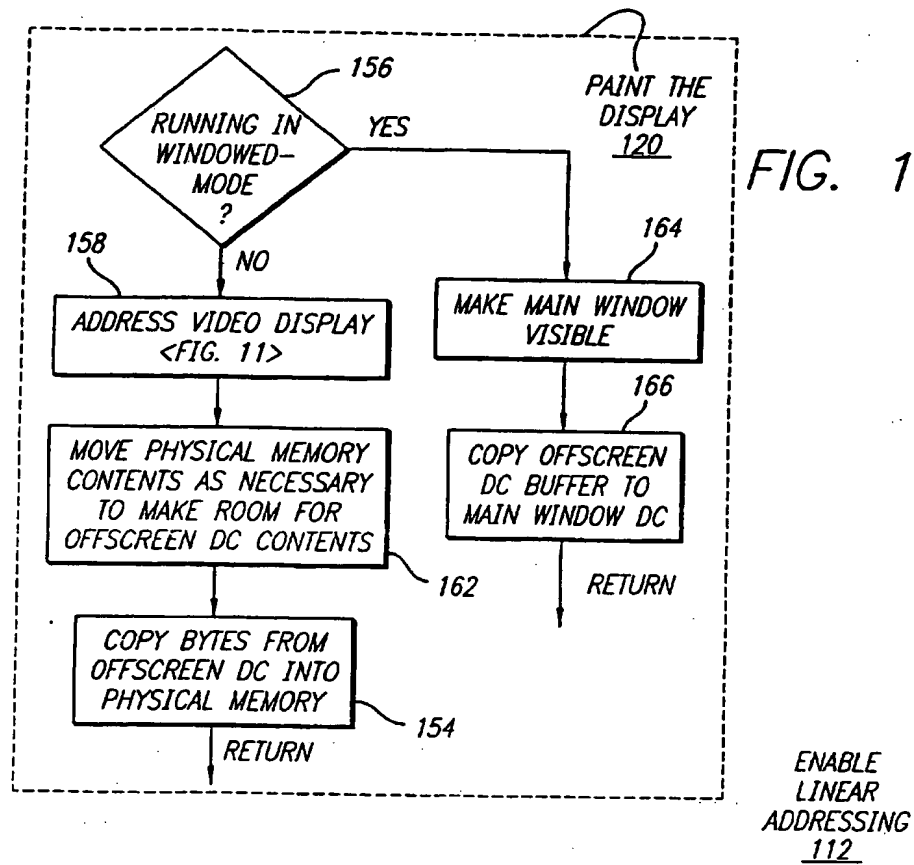 156
RUNNING IN
WINDOWED-
MODE
?
YES
PAINT THE
DISPLAY
120
FIG. 1
NO
158
ADDRESS VIDEO DISPLAY
<FIG. 11>
164
MAKE MAIN WINDOW
VISIBLE
MOVE PHYSICAL MEMORY
CONTENTS AS NECESSARY
TO MAKE ROOM FOR
OFFSCREEN DC CONTENTS
162
166
COPY OFFSCREEN
DC BUFFER TO
MAIN WINDOW DC
RETURN
COPY BYTES FROM
OFFSCREEN DC INTO
PHYSICAL MEMORY
154
RETURN
ENABLE
LINEAR
ADDRESSING
112